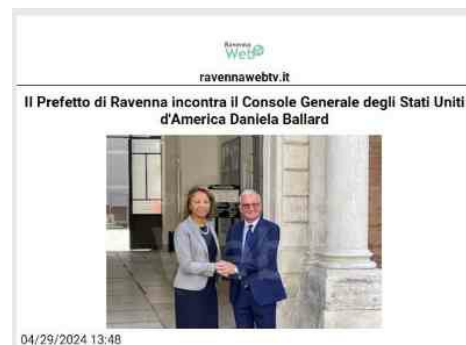 Ravenna
Web
ravennawebtv.it
Il Prefetto di Ravenna incontra il Console Generale degli Stati Uniti
d'America Daniela Ballard
04/29/2024 13:48